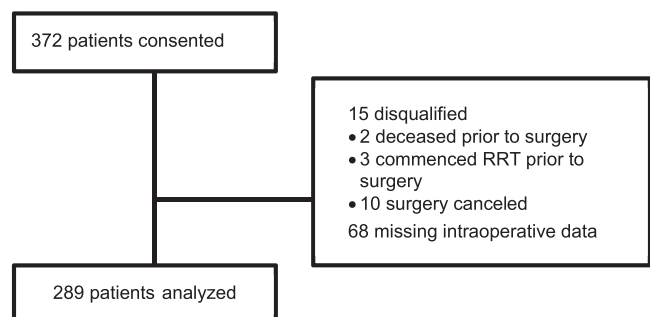 372 patients consented
15 disqualified
• 2 deceased prior to surgery
• 3 commenced RRT prior to
surgery
• 10 surgery canceled
68 missing intraoperative data
289 patients analyzed